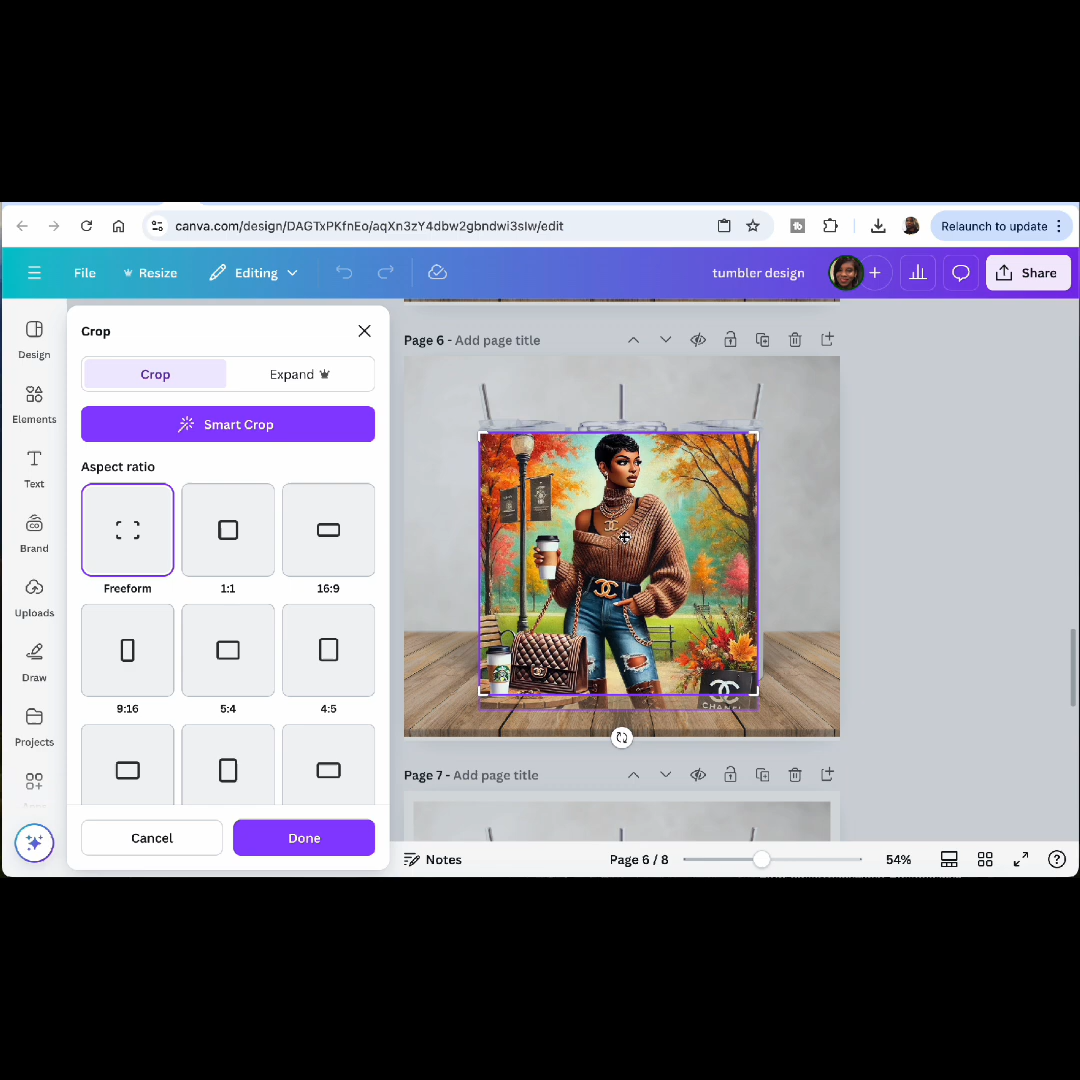 canva.com/design/DAGTxPKfnEo/aqXn3zY4dbw2gbndwi3sIw/edit
Relaunch to update
File
Resize
Editing
tumbler design
Share
Design
Elements
Text
Brand
Uploads
Draw
Projects
Crop
Crop
Expand
Smart Crop
Aspect ratio
Freeform
1:1
16:9
9:16
5:4
4:5
Cancel
Done
Page 6 - Add page title
CHANEL
Page 7 - Add page title
Notes
Page 6 / 8
54%